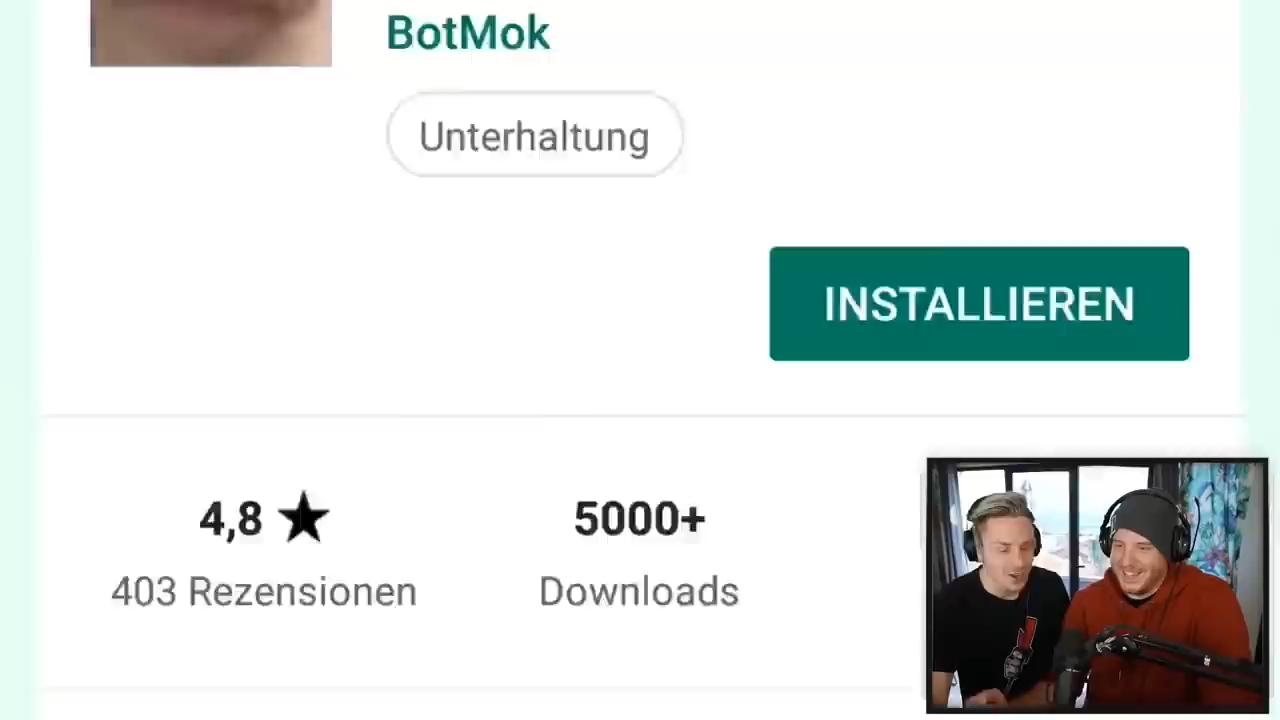 BotMok
Unterhaltung
INSTALLIEREN
4,8 ★
5000+
403 Rezensionen
Downloads